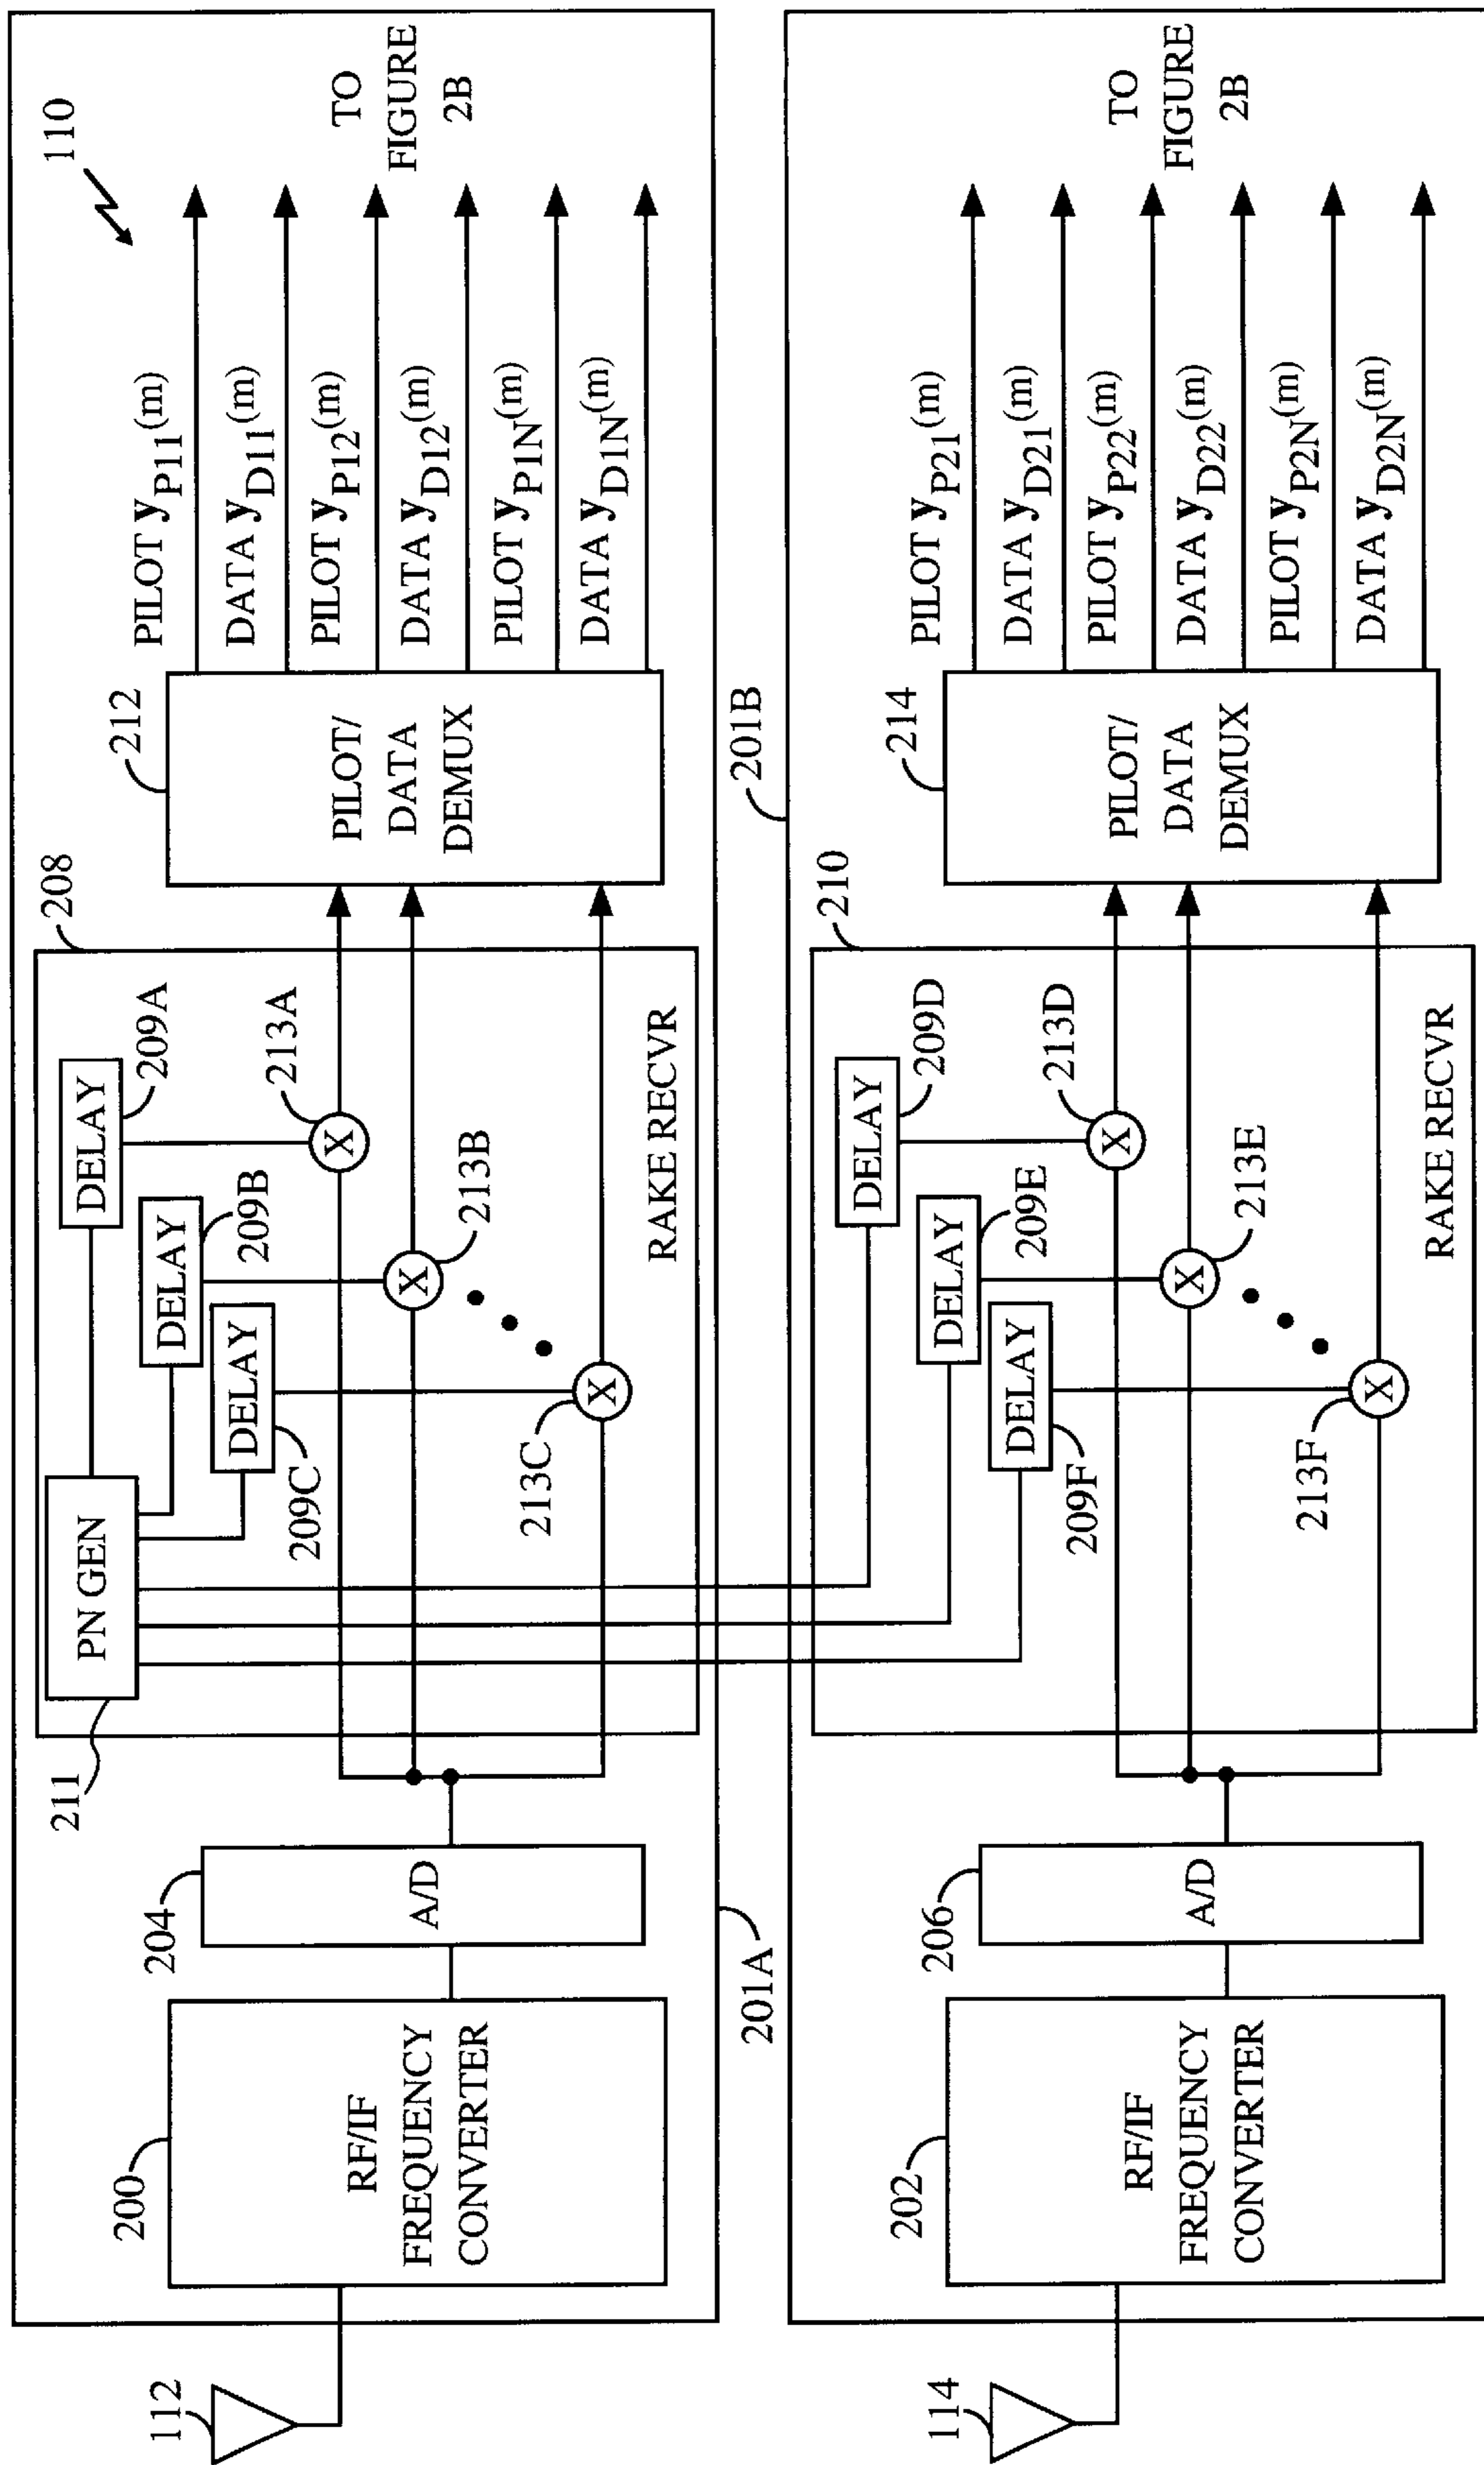 110
112
200
RF/IF
FREQUENCY
CONVERTER
204
A/D
201A
211
PN GEN
208
DELAY
209A
DELAY
209B
DELAY
209C
213A
X
213B
X
213C
X
RAKE RECVR
212
PILOT/
DATA
DEMUX
PILOT yP11(m)
DATA yD11(m)
PILOT yP12(m)
DATA yD12(m)
PILOT yP1N(m)
DATA yD1N(m)
TO
FIGURE
2B
114
202
RF/IF
FREQUENCY
CONVERTER
206
A/D
201B
210
DELAY
209D
DELAY
209E
DELAY
209F
213D
X
213E
X
213F
X
RAKE RECVR
214
PILOT/
DATA
DEMUX
PILOT yP21(m)
DATA yD21(m)
PILOT yP22(m)
DATA yD22(m)
PILOT yP2N(m)
DATA yD2N(m)
TO
FIGURE
2B